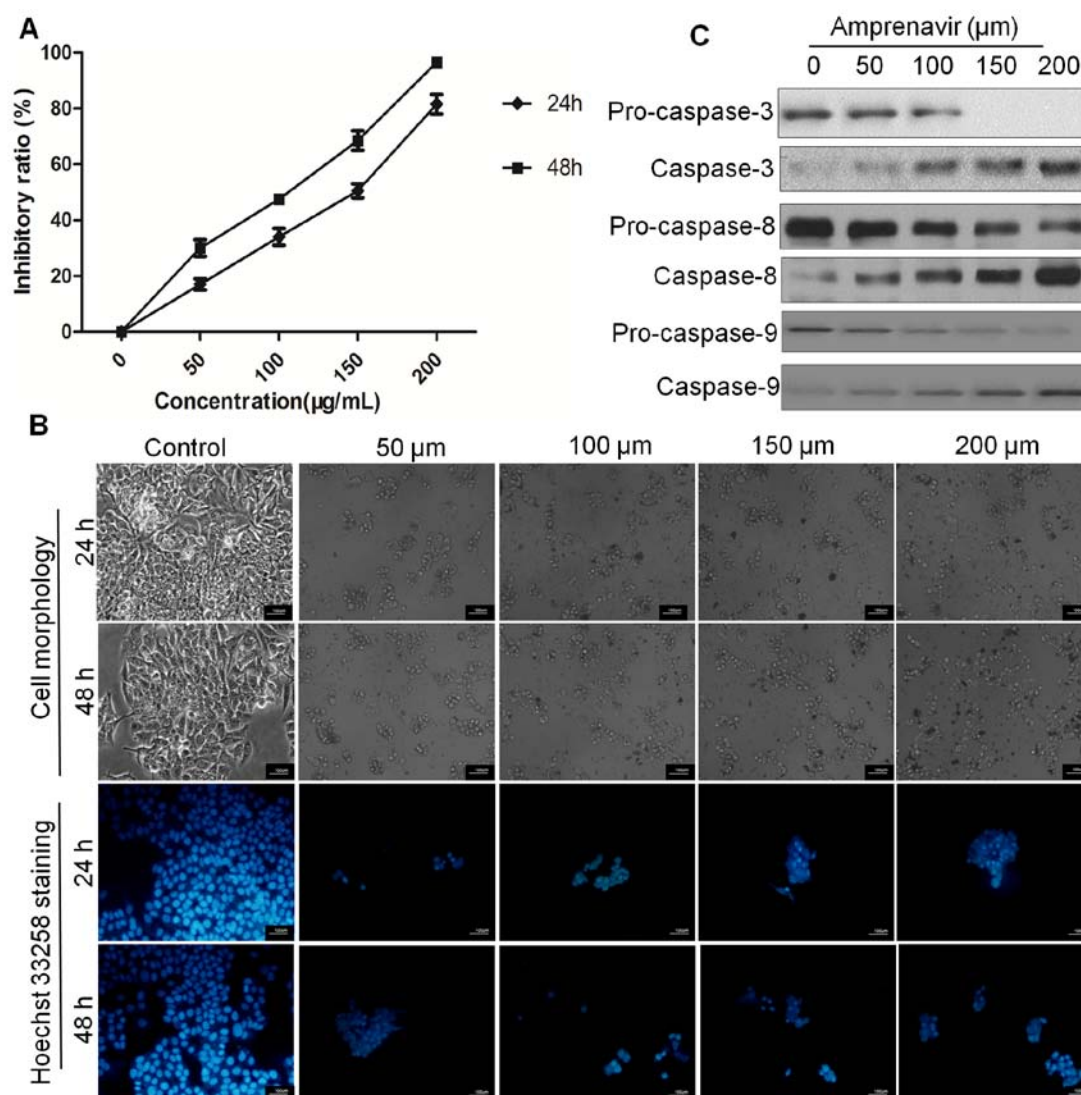 A
Inhibitory ratio (%)
100
80
60
40
20
0
0
50
100
150
200
Concentration(µg/mL)
24h
48h
C
Amprenavir (µm)
0 50 100 150 200
Pro-caspase-3
Caspase-3
Pro-caspase-8
Caspase-8
Pro-caspase-9
Caspase-9
B
Control 50 µm 100 µm 150 µm 200 µm
Cell morphology
24 h
48 h
Hoechst 33258 staining
24 h
48 h